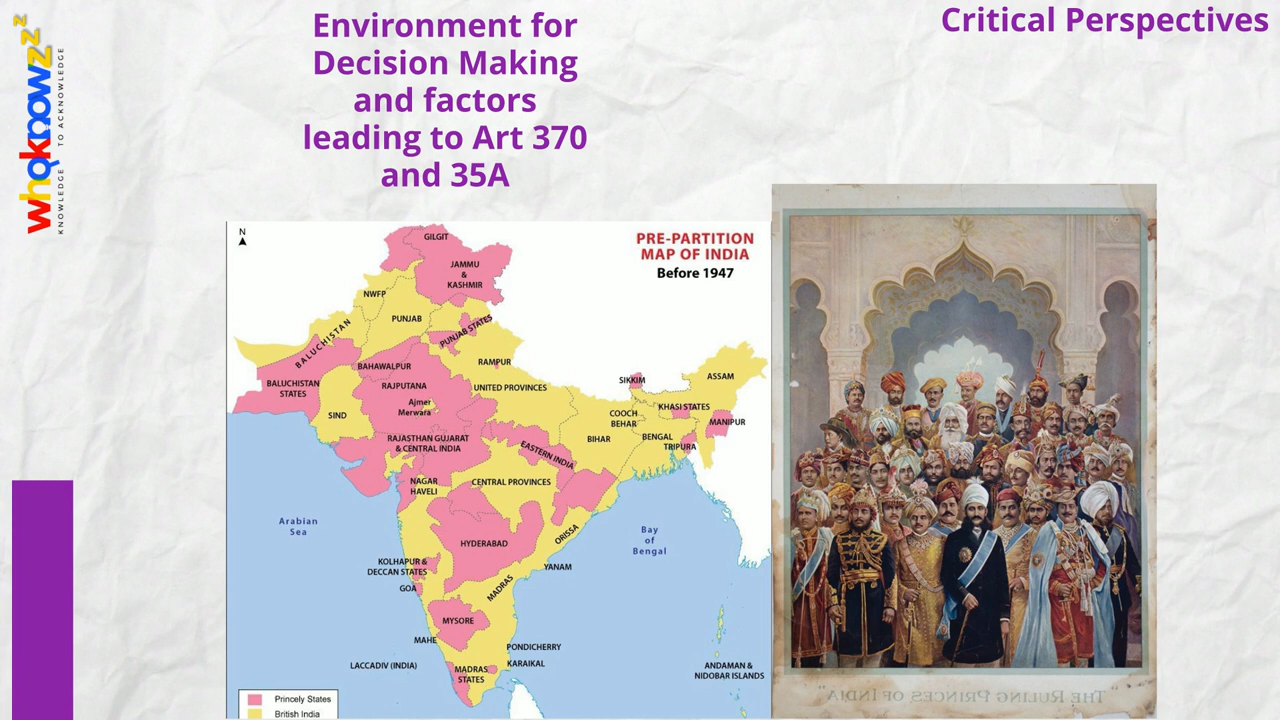 whoknowzzz
KNOWLEDGE TO ACKNOWLEDGE
Environment for
Decision Making
and factors
leading to Art 370
and 35A
Critical Perspectives
N
PRE-PARTITION
MAP OF INDIA
Before 1947
GILGIT
JAMMU
&
KASHMIR
NWFP
PUNJAB
PUNJAB STATES
BALUCHISTAN
BAHAWALPUR
RAMPUR
BALUCHISTAN
STATES
RAJPUTANA
UNITED PROVINCES
SIKKIM
ASSAM
SIND
Ajmer
Merwara
COOCH
BEHAR
KHASI STATES
MANIPUR
RAJASTHAN GUJARAT
& CENTRAL INDIA
EASTERN INDIA
BIHAR
BENGAL
TRIPURA
NAGAR
HAVELI
CENTRAL PROVINCES
Arabian
Sea
HYDERABAD
ORISSA
Bay
of
Bengal
KOLHAPUR &
DECCAN STATES
YANAM
GOA
MADRAS
MYSORE
MAHE
PONDICHERRY
LACCADIV (INDIA)
MADRAS
STATES
KARAIKAL
ANDAMAN &
NIDOBAR ISLANDS
Princely States
British India
"THE RULING PRINCES OF INDIA"